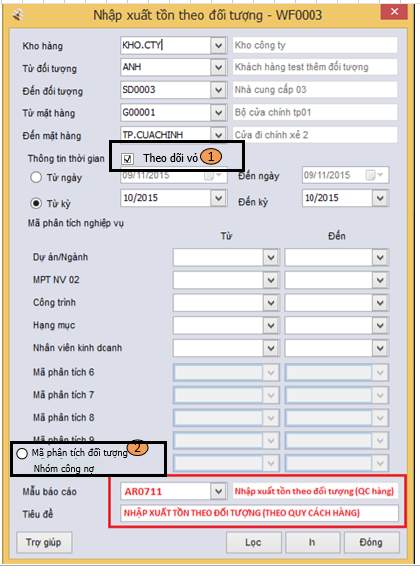 Nhập xuất tồn theo đối tượng - WF0003
Kho hàng KHO.CTY Kho công ty
Từ đối tượng ANH Khách hàng test thêm đối tượng
Đến đối tượng SD0003 Nhà cung cấp 03
Từ mặt hàng G00001 Bộ cửa chính tp01
Đến mặt hàng TP.CUACHINH Cửa đi chính xẻ 2
Thông tin thời gian Theo dõi vỏ 1
Từ ngày 09/11/2015 Đến ngày 09/11/2015
Từ kỳ 10/2015 Đến kỳ 10/2015
Mã phân tích nghiệp vụ
Từ Đến
Dự án/Ngành
MPT NV 02
Công trình
Hạng mục
Nhân viên kinh doanh
Mã phân tích 6
Mã phân tích 7
Mã phân tích 8
Mã phân tích 9
Mã phân tích đối tượng 2
Nhóm công nợ
Mẫu báo cáo AR0711 Nhập xuất tồn theo đối tượng (QC hàng)
Tiêu đề NHẬP XUẤT TỒN THEO ĐỐI TƯỢNG (THEO QUY CÁCH HÀNG)
Trợ giúp Lọc h Đóng